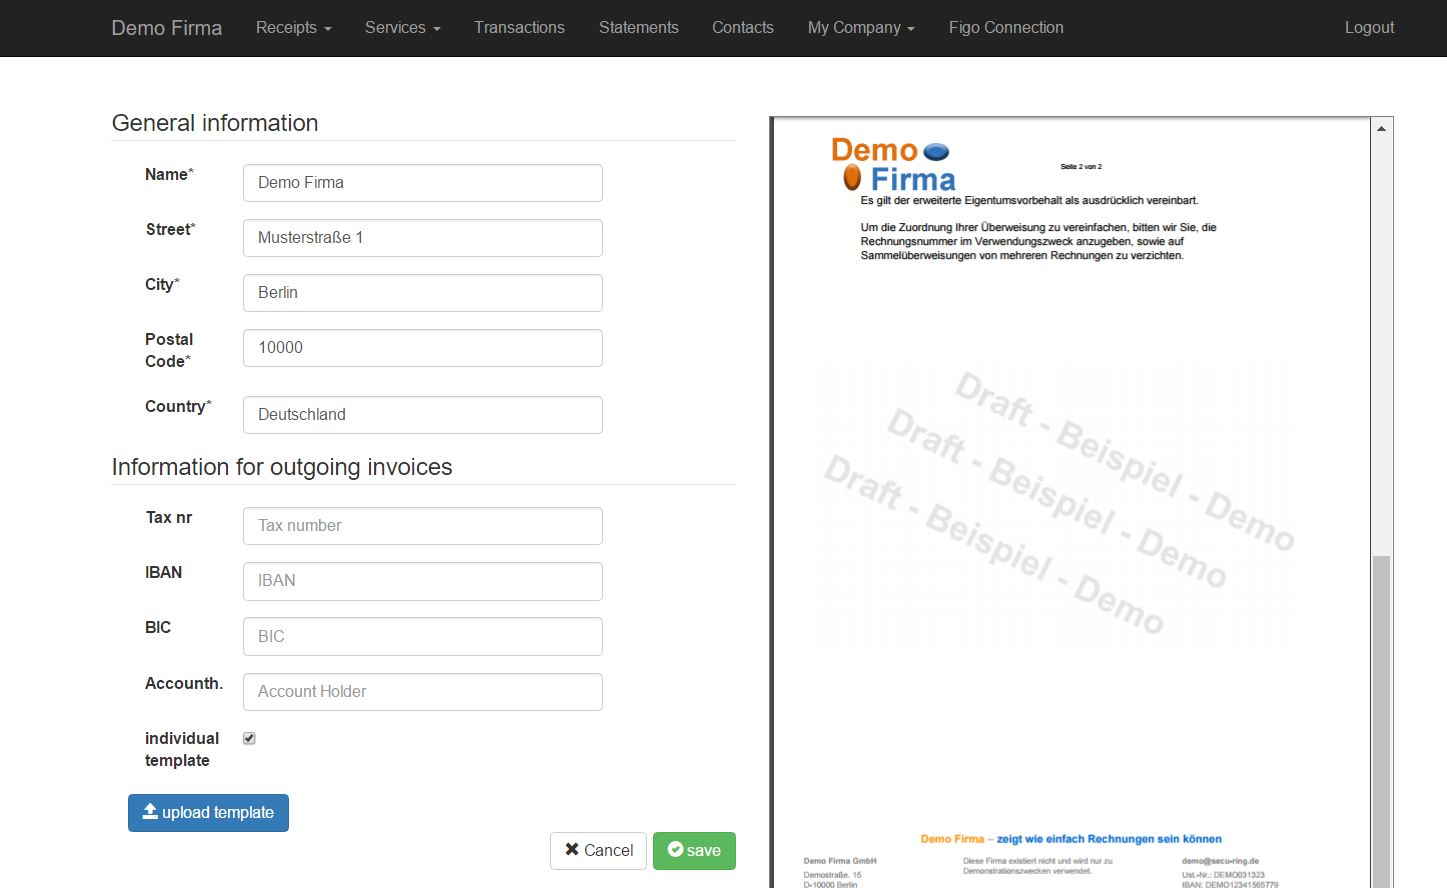 Demo Firma Receipts Services Transactions Statements Contacts My Company Figo Connection Logout
General information
Name*
Demo Firma
Street*
Musterstraße 1
City*
Berlin
Postal
Code*
10000
Country*
Deutschland
Information for outgoing invoices
Tax nr
Tax number
IBAN
IBAN
BIC
BIC
Accounth.
Account Holder
individual
template
upload template
Cancel
save
Demo
Firma
Seite 2 von 2
Es gilt der erweiterte Eigentumsvorbehalt als ausdrücklich vereinbart.
Um die Zuordnung Ihrer Überweisung zu vereinfachen, bitten wir Sie, die
Rechnungsnummer im Verwendungszweck anzugeben, sowie auf
Sammelüberweisungen von mehreren Rechnungen zu verzichten.
Draft - Beispiel - Demo
Draft - Beispiel - Demo
Draft - Beispiel - Demo
Demo Firma – zeigt wie einfach Rechnungen sein können
Demo Firma GmbH
Demostraße. 15
D-10000 Berlin
Diese Firma existiert nicht und wird nur zu
Demonstrationszwecken verwendet.
demo@secu-ring.de
Ust.-Nr.: DEMO031323
IBAN: DEMO12341565779